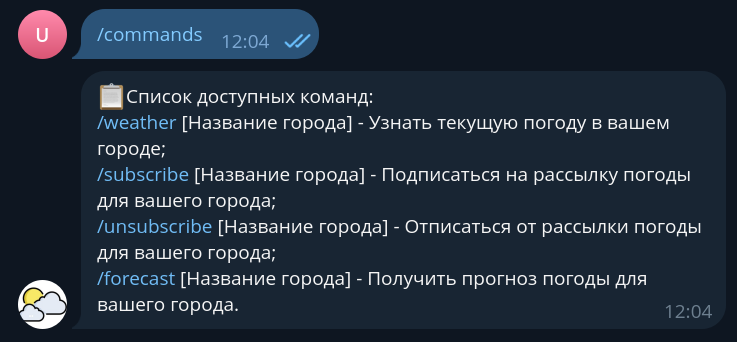 U
/commands 12:04
📋Список доступных команд:
/weather [Название города] - Узнать текущую погоду в вашем
городе;
/subscribe [Название города] - Подписаться на рассылку погоды
для вашего города;
/unsubscribe [Название города] - Отписаться от рассылки погоды
для вашего города;
/forecast [Название города] - Получить прогноз погоды для
вашего города.
12:04